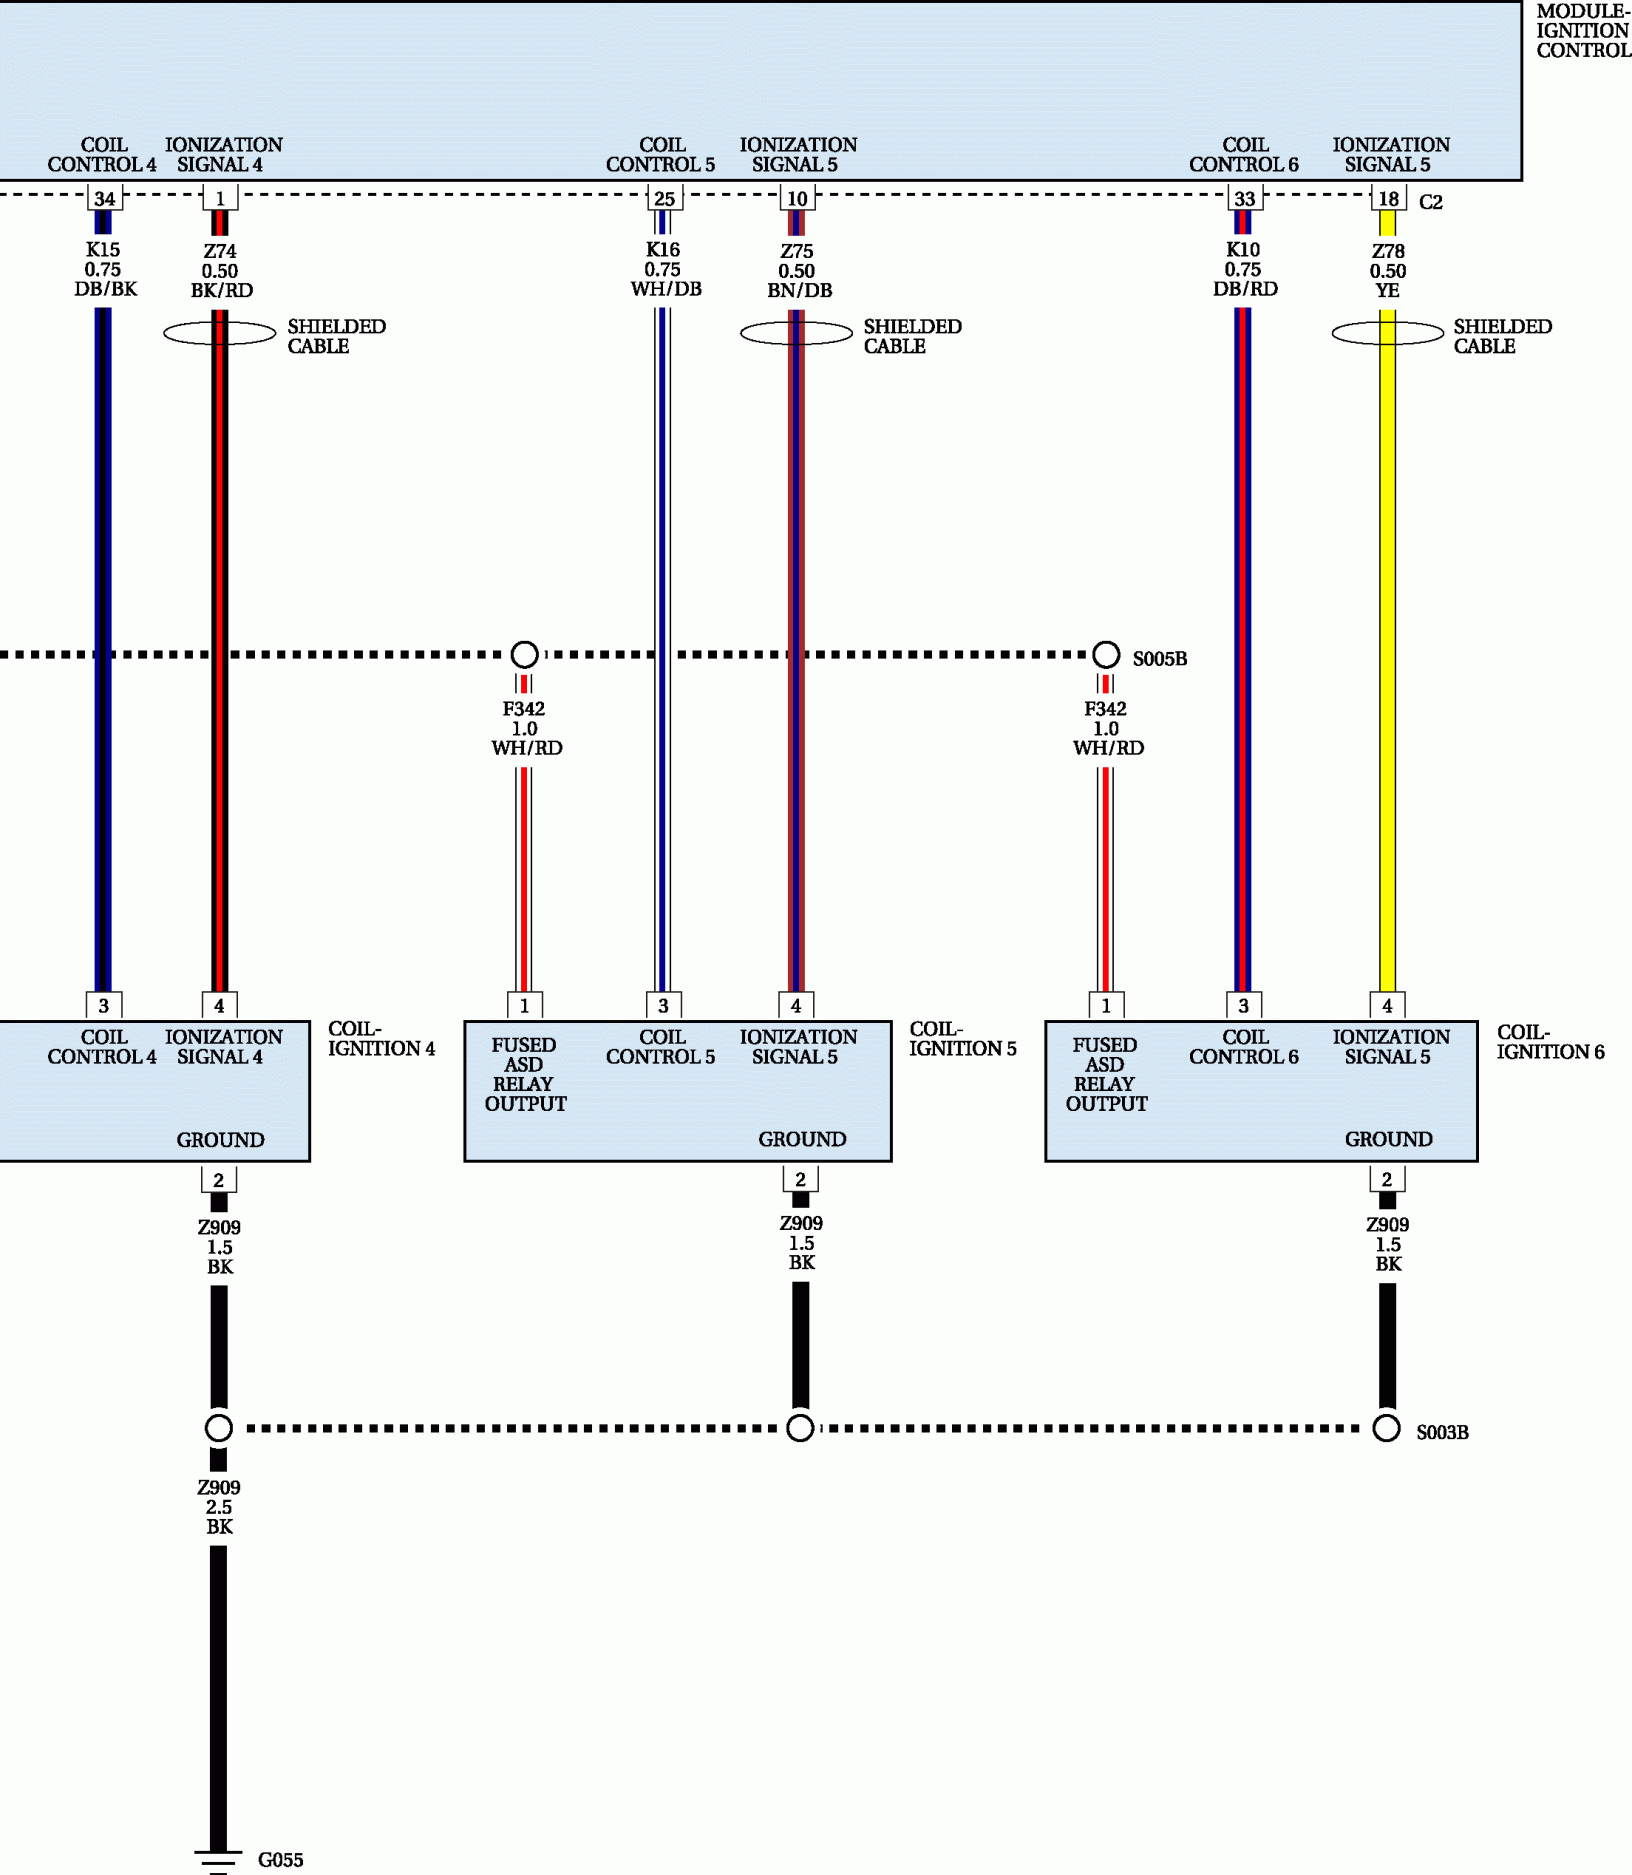 MODULE-
IGNITION
CONTROL
COIL
CONTROL 4
IONIZATION
SIGNAL 4
COIL
CONTROL 5
IONIZATION
SIGNAL 5
COIL
CONTROL 6
IONIZATION
SIGNAL 5
34
1
25
10
33
18
C2
K15
0.75
DB/BK
Z74
0.50
BK/RD
K16
0.75
WH/DB
Z75
0.50
BN/DB
K10
0.75
DB/RD
Z78
0.50
YE
SHIELDED
CABLE
SHIELDED
CABLE
SHIELDED
CABLE
S005B
F342
1.0
WH/RD
F342
1.0
WH/RD
3
4
1
3
4
1
3
4
COIL
CONTROL 4
IONIZATION
SIGNAL 4
GROUND
COIL-
IGNITION 4
FUSED
ASD
RELAY
OUTPUT
COIL
CONTROL 5
IONIZATION
SIGNAL 5
GROUND
COIL-
IGNITION 5
FUSED
ASD
RELAY
OUTPUT
COIL
CONTROL 6
IONIZATION
SIGNAL 5
GROUND
COIL-
IGNITION 6
2
2
2
Z909
1.5
BK
Z909
1.5
BK
Z909
1.5
BK
S003B
Z909
2.5
BK
G055